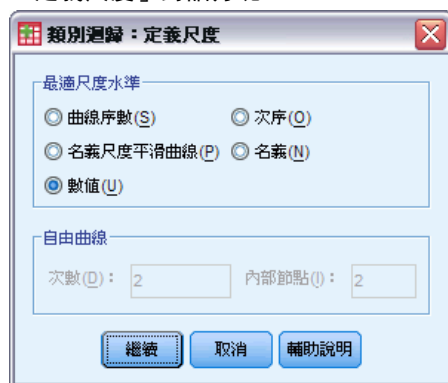 類別迴歸：定義尺度
最適尺度水準
曲線序數(S) 次序(O)
名義尺度平滑曲線(P) 名義(N)
數值(U)
自由曲線
次數(D)： 2 內部節點(I)： 2
繼續 取消 輔助說明